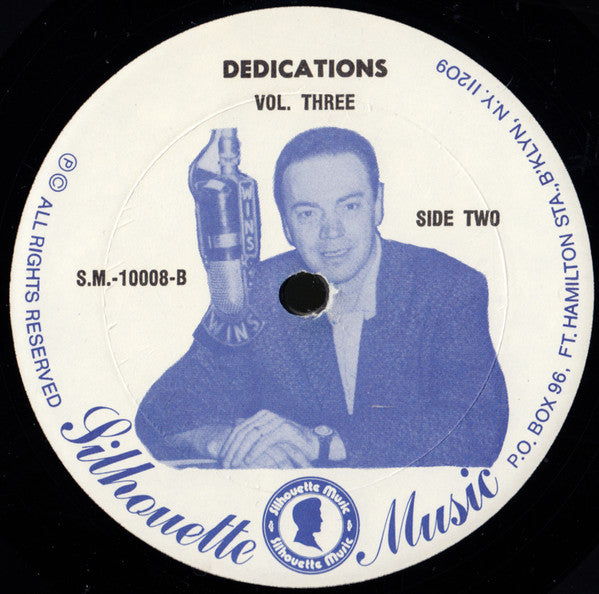 DEDICATIONS
VOL. THREE
WINS
WINS
SIDE TWO
S.M.-10008-B
℗© ALL RIGHTS RESERVED
P.O. BOX 96, FT. HAMILTON STA., B'KLYN, N.Y. 11209
Silhouette Music
Silhouette Music
Silhouette Music